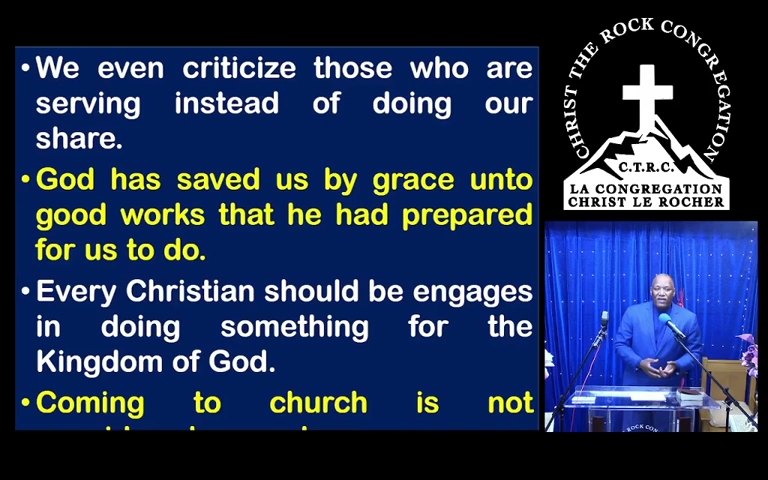 • We even criticize those who are
serving instead of doing our
share.
• God has saved us by grace unto
good works that he had prepared
for us to do.
• Every Christian should be engages
in doing something for the
Kingdom of God.
• Coming to church is not
CHRIST THE ROCK CONGREGATION
C.T.R.C.
LA CONGREGATION
CHRIST LE ROCHER